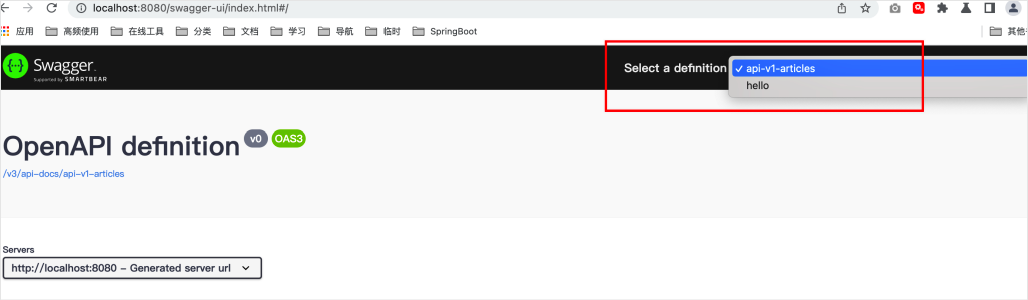 localhost:8080/swagger-ui/index.html#/
应用 高频使用 在线工具 分类 文档 学习 导航 临时 SpringBoot 其他
Swagger.
Supported by SMARTBEAR
Select a definition
✓ api-v1-articles
hello
OpenAPI definition v0 OAS3
/v3/api-docs/api-v1-articles
Servers
http://localhost:8080 – Generated server url